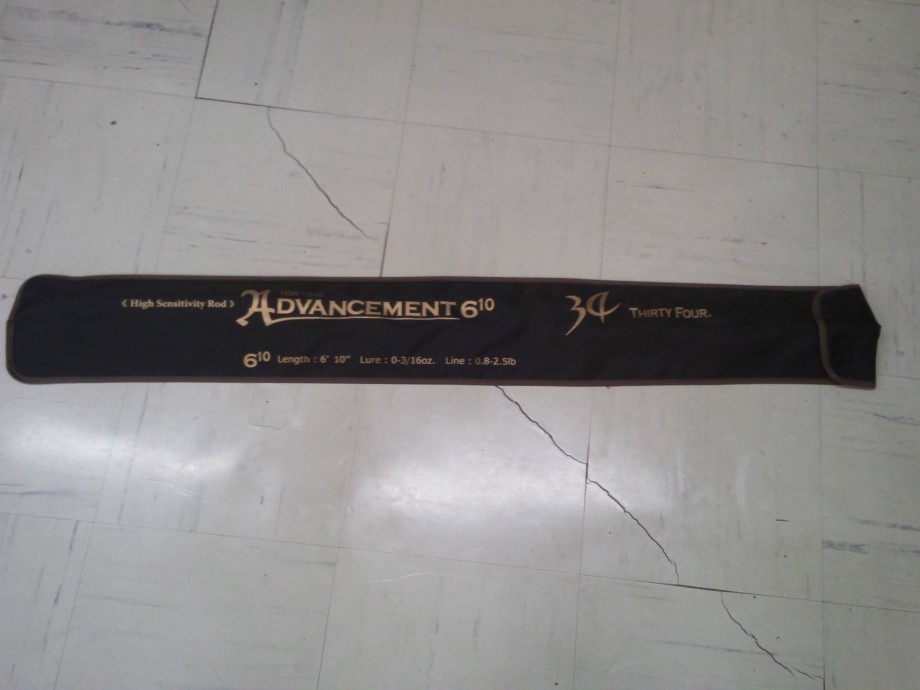 《 High Sensitivity Rod 》 ADVANCEMENT 6¹⁰
34 THIRTY FOUR.
6¹⁰ Length : 6' 10" Lure : 0-3/16oz. Line : 0.8-2.5lb